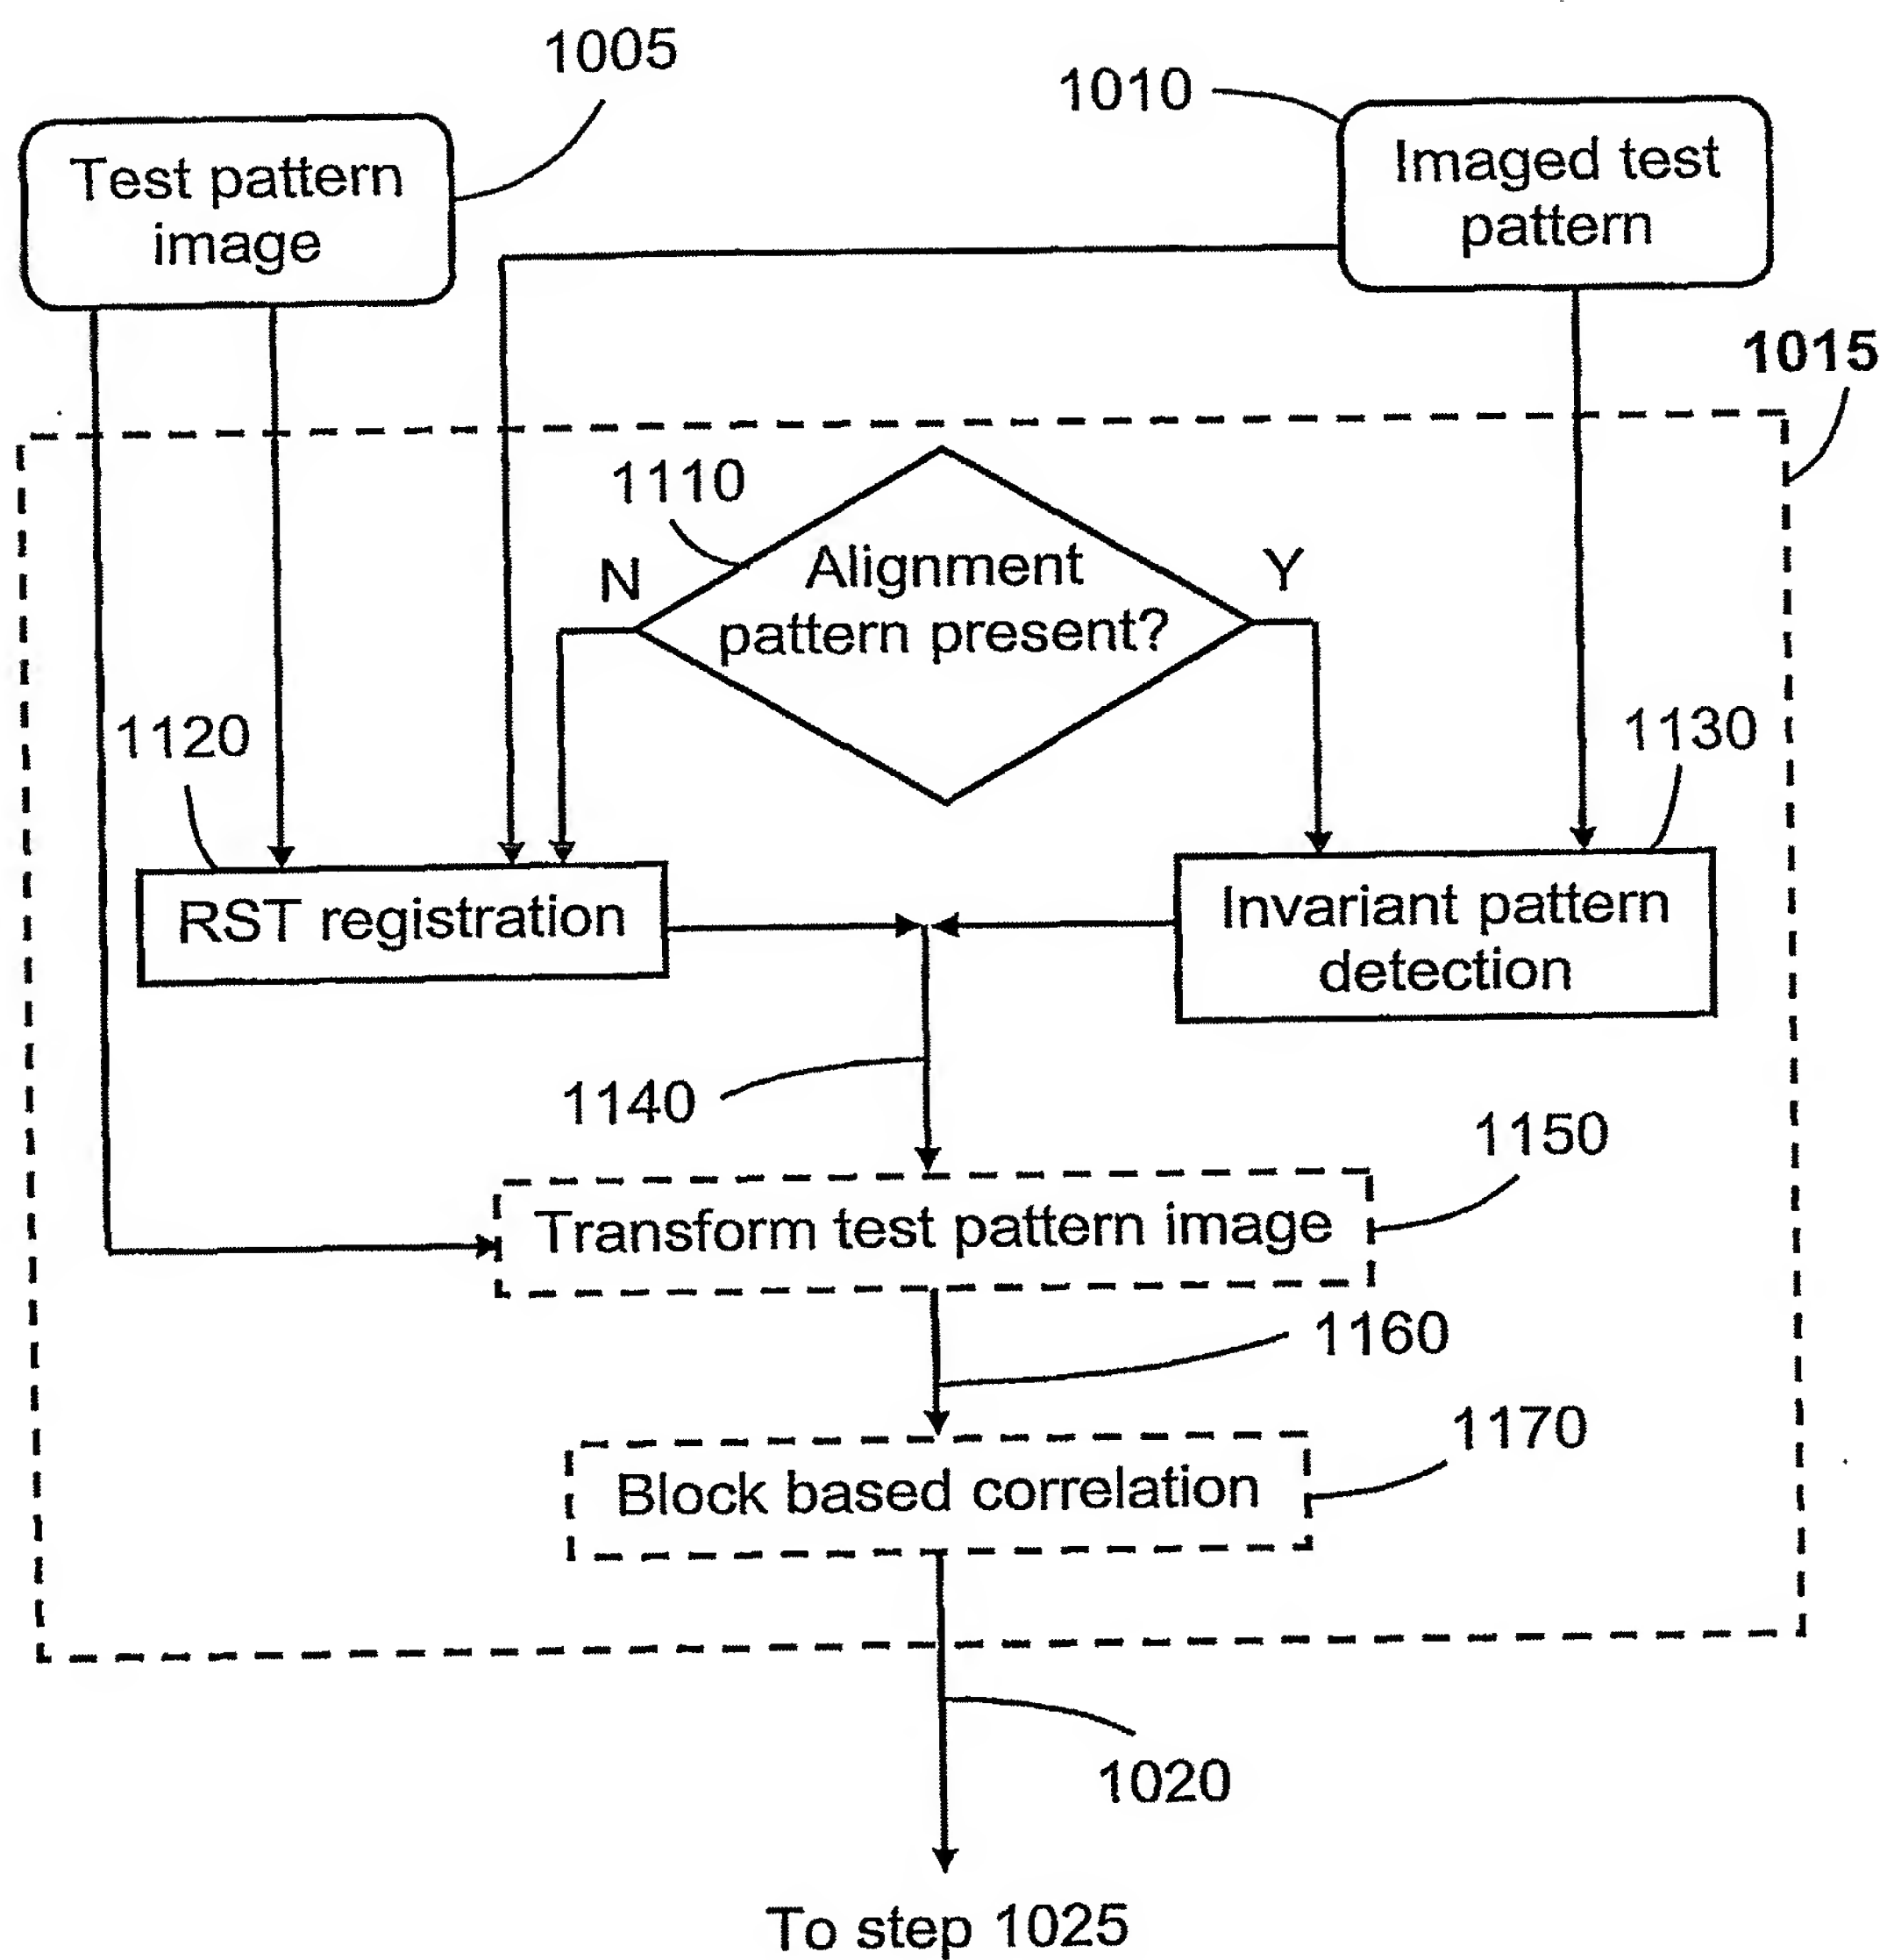 1005
1010
Test pattern
image
Imaged test
pattern
1015
1110
N
Alignment
pattern present?
Y
1120
1130
RST registration
Invariant pattern
detection
1140
1150
Transform test pattern image
1160
1170
Block based correlation
1020
To step 1025